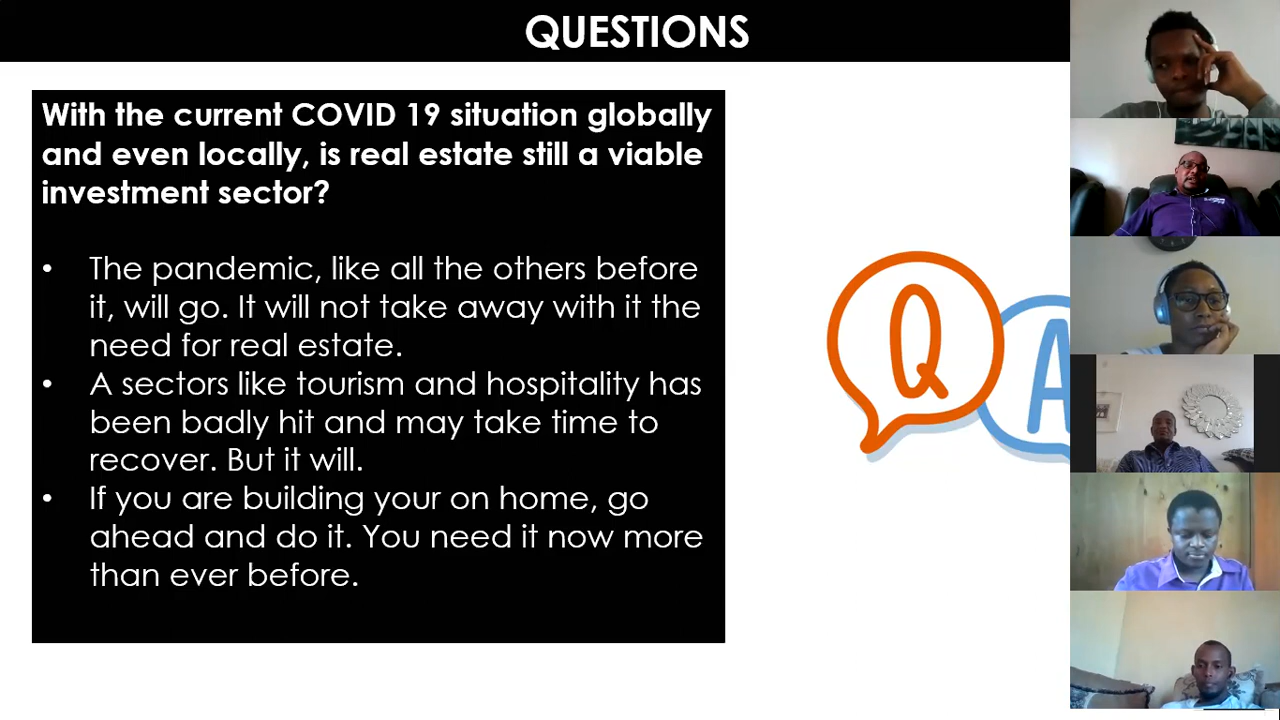 QUESTIONS
With the current COVID 19 situation globally
and even locally, is real estate still a viable
investment sector?
• The pandemic, like all the others before
it, will go. It will not take away with it the
need for real estate.
• A sectors like tourism and hospitality has
been badly hit and may take time to
recover. But it will.
• If you are building your on home, go
ahead and do it. You need it now more
than ever before.
Q
A